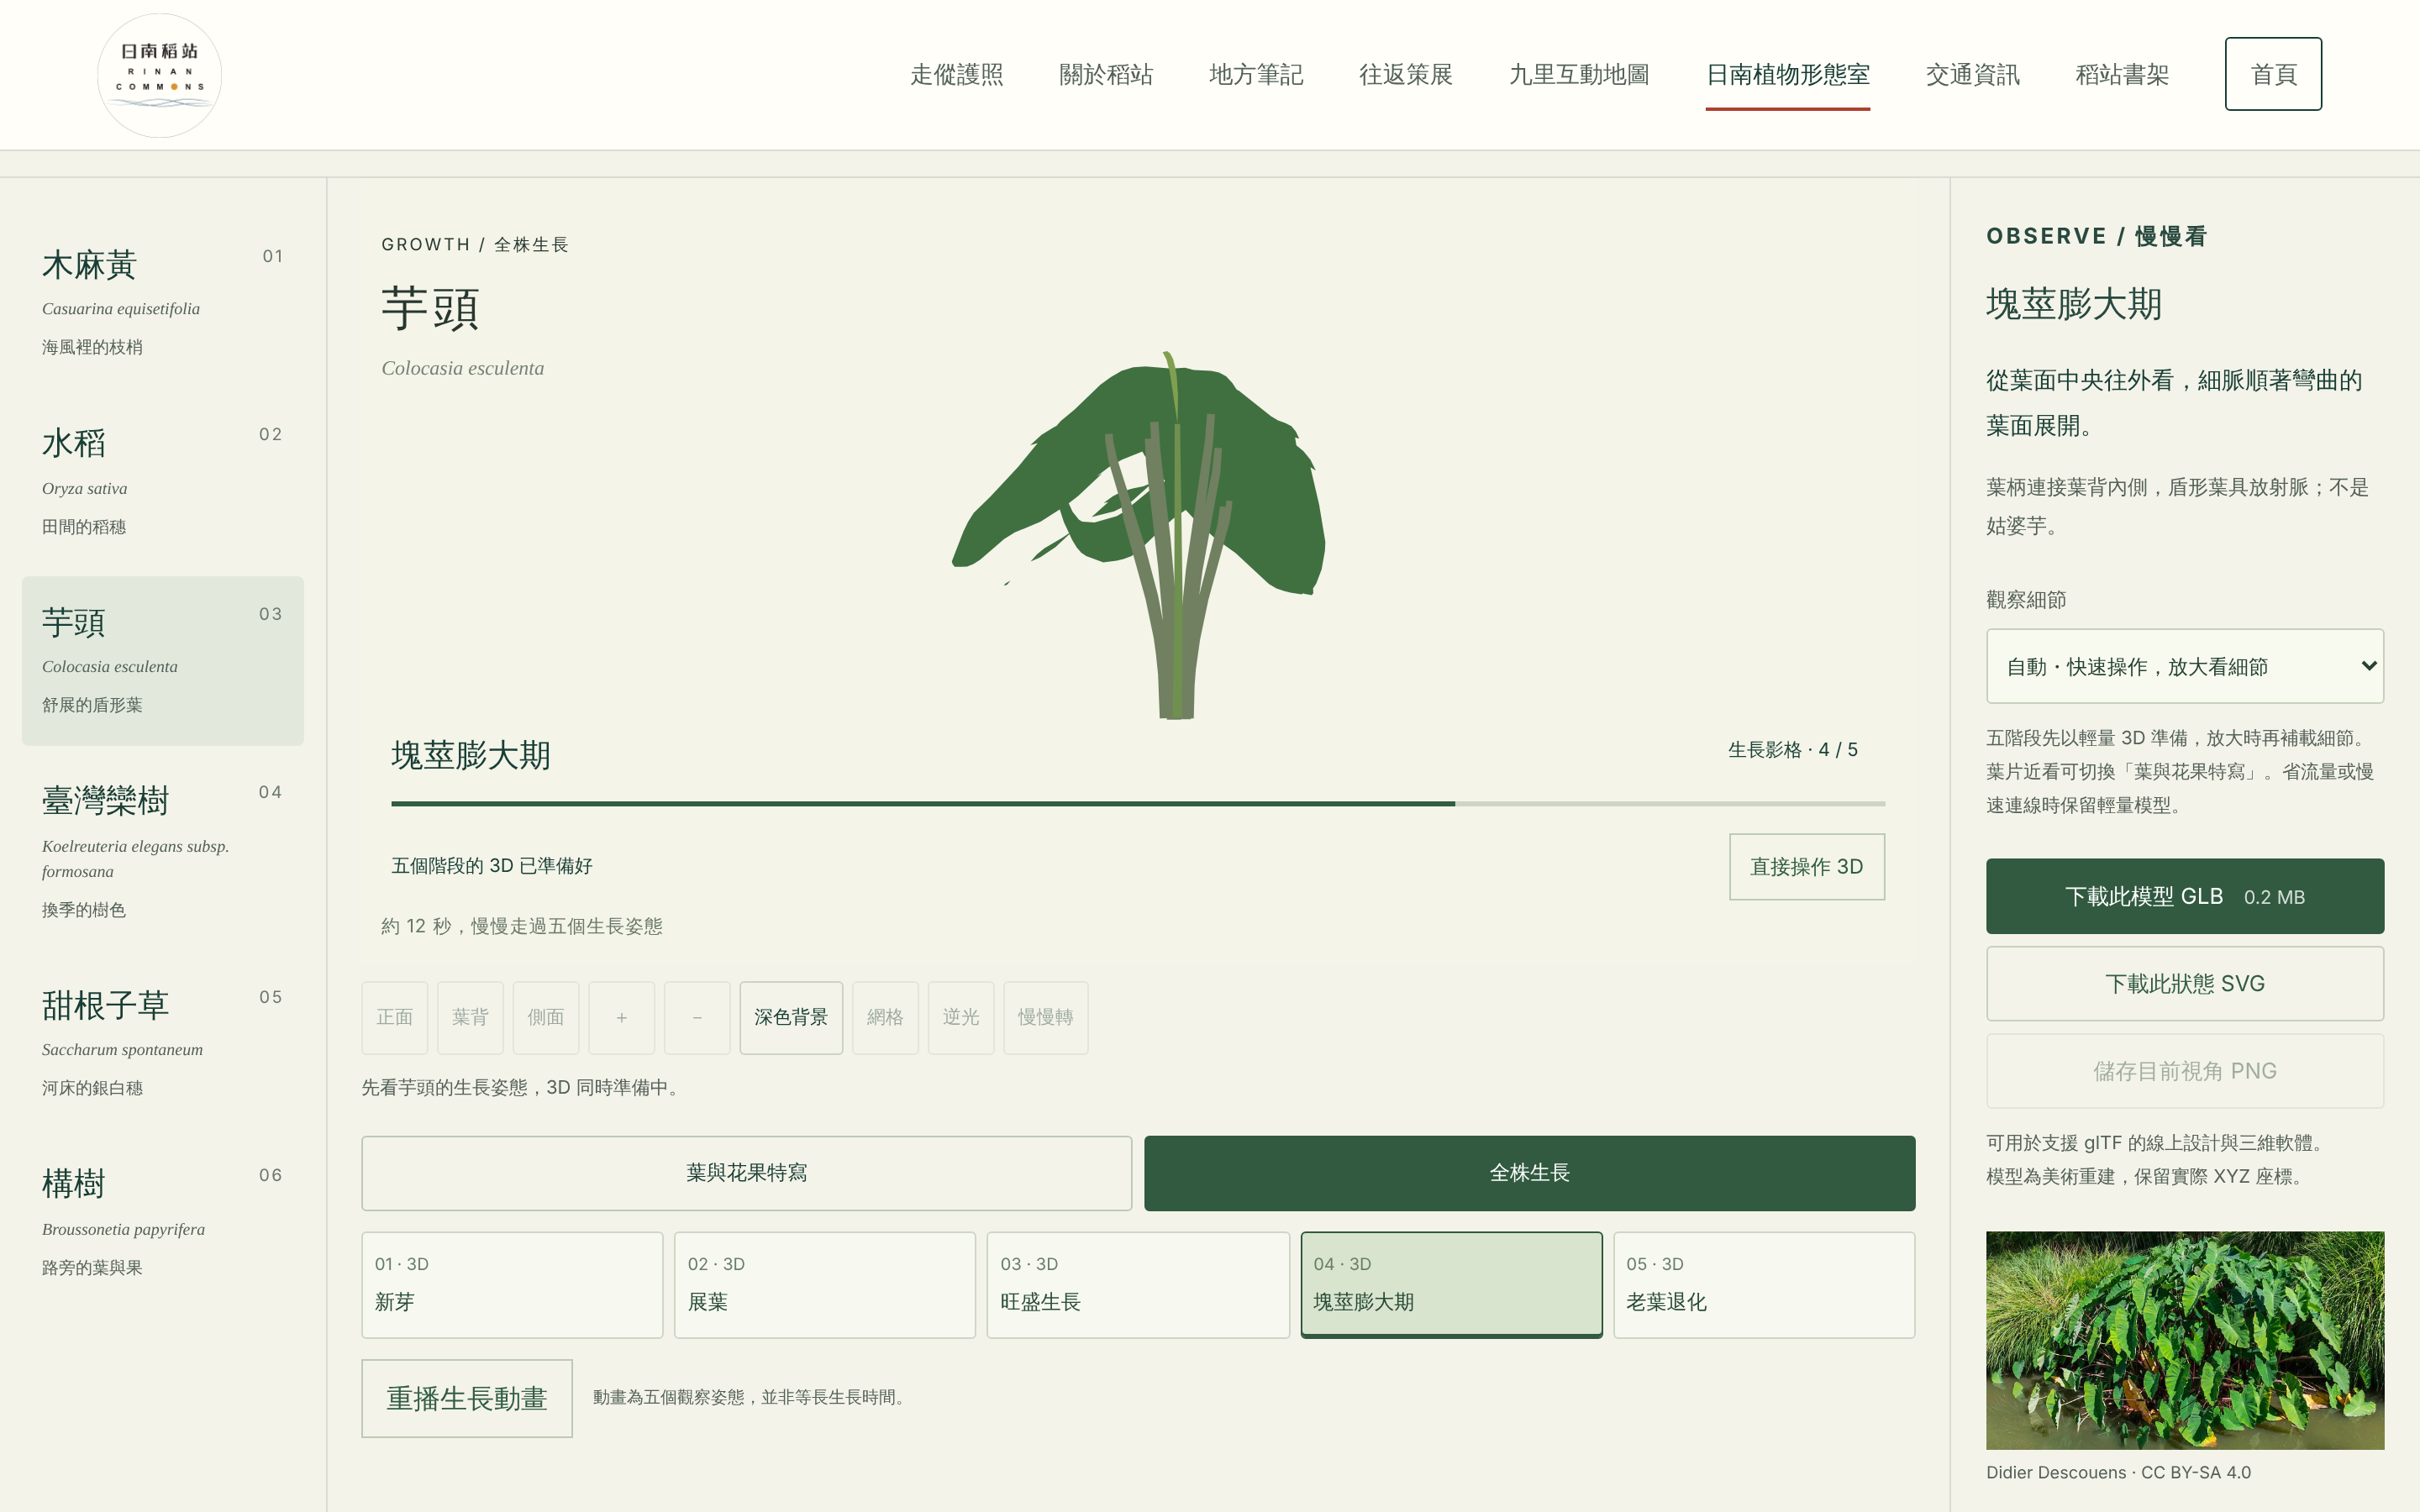 日南稻站
RINAN
COMMONS
走從護照
關於稻站
地方筆記
往返策展
九里互動地圖
日南植物形態室
交通資訊
稻站書架
首頁
木麻黃
01
Casuarina equisetifolia
海風裡的枝梢
水稻
02
Oryza sativa
田間的稻穗
芋頭
03
Colocasia esculenta
舒展的盾形葉
臺灣欒樹
04
Koelreuteria elegans subsp.
formosana
換季的樹色
甜根子草
05
Saccharum spontaneum
河床的銀白穗
構樹
06
Broussonetia papyrifera
路旁的葉與果
GROWTH / 全株生長
芋頭
Colocasia esculenta
塊莖膨大期
生長影格 · 4 / 5
五個階段的 3D 已準備好
直接操作 3D
約 12 秒，慢慢走過五個生長姿態
正面
葉背
側面
+
−
深色背景
網格
逆光
慢慢轉
先看芋頭的生長姿態，3D 同時準備中。
葉與花果特寫
全株生長
01 · 3D
新芽
02 · 3D
展葉
03 · 3D
旺盛生長
04 · 3D
塊莖膨大期
05 · 3D
老葉退化
重播生長動畫
動畫為五個觀察姿態，並非等長生長時間。
OBSERVE / 慢慢看
塊莖膨大期
從葉面中央往外看，細脈順著彎曲的
葉面展開。
葉柄連接葉背內側，盾形葉具放射脈；不是
姑婆芋。
觀察細節
自動・快速操作，放大看細節
五階段先以輕量 3D 準備，放大時再補載細節。
葉片近看可切換「葉與花果特寫」。省流量或慢
速連線時保留輕量模型。
下載此模型 GLB 0.2 MB
下載此狀態 SVG
儲存目前視角 PNG
可用於支援 glTF 的線上設計與三維軟體。
模型為美術重建，保留實際 XYZ 座標。
Didier Descouens · CC BY-SA 4.0